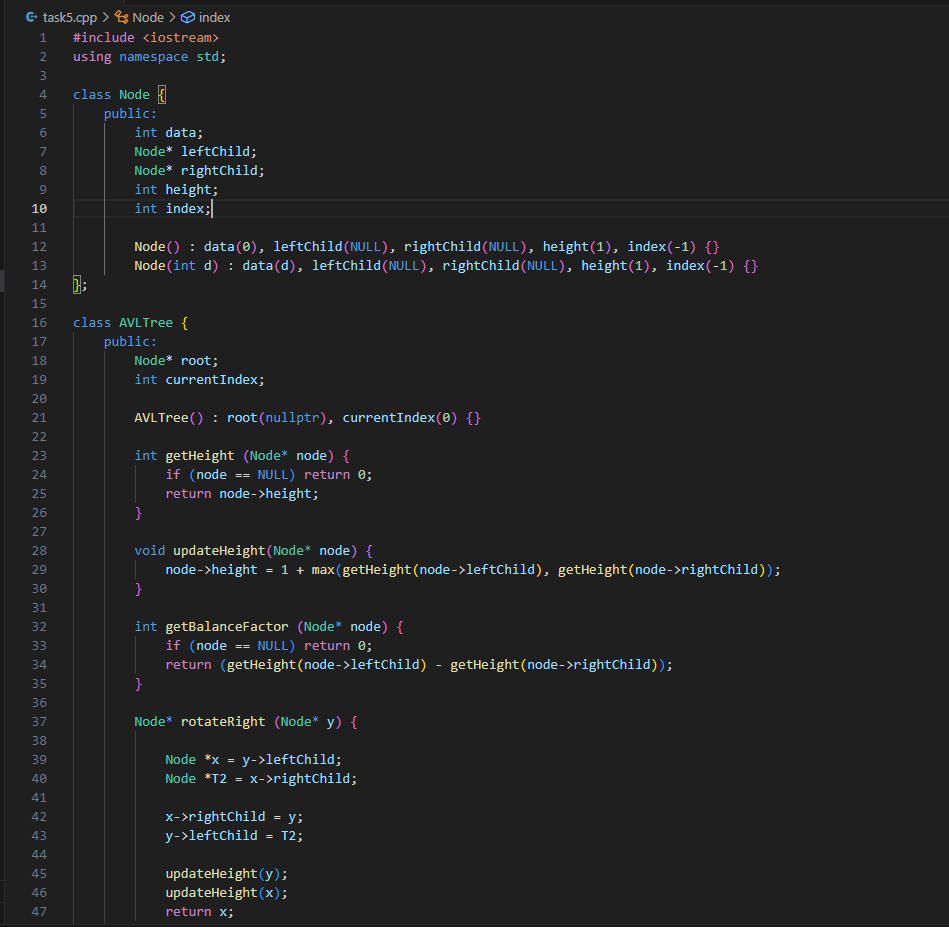 task5.cpp > Node > index
1 #include <iostream>
2 using namespace std;
3
4 class Node {
5     public:
6         int data;
7         Node* leftChild;
8         Node* rightChild;
9         int height;
10         int index;
11
12         Node() : data(0), leftChild(NULL), rightChild(NULL), height(1), index(-1) {}
13         Node(int d) : data(d), leftChild(NULL), rightChild(NULL), height(1), index(-1) {}
14 };
15
16 class AVLTree {
17     public:
18         Node* root;
19         int currentIndex;
20
21         AVLTree() : root(nullptr), currentIndex(0) {}
22
23         int getHeight (Node* node) {
24             if (node == NULL) return 0;
25             return node->height;
26         }
27
28         void updateHeight(Node* node) {
29             node->height = 1 + max(getHeight(node->leftChild), getHeight(node->rightChild));
30         }
31
32         int getBalanceFactor (Node* node) {
33             if (node == NULL) return 0;
34             return (getHeight(node->leftChild) - getHeight(node->rightChild));
35         }
36
37         Node* rotateRight (Node* y) {
38
39             Node *x = y->leftChild;
40             Node *T2 = x->rightChild;
41
42             x->rightChild = y;
43             y->leftChild = T2;
44
45             updateHeight(y);
46             updateHeight(x);
47             return x;